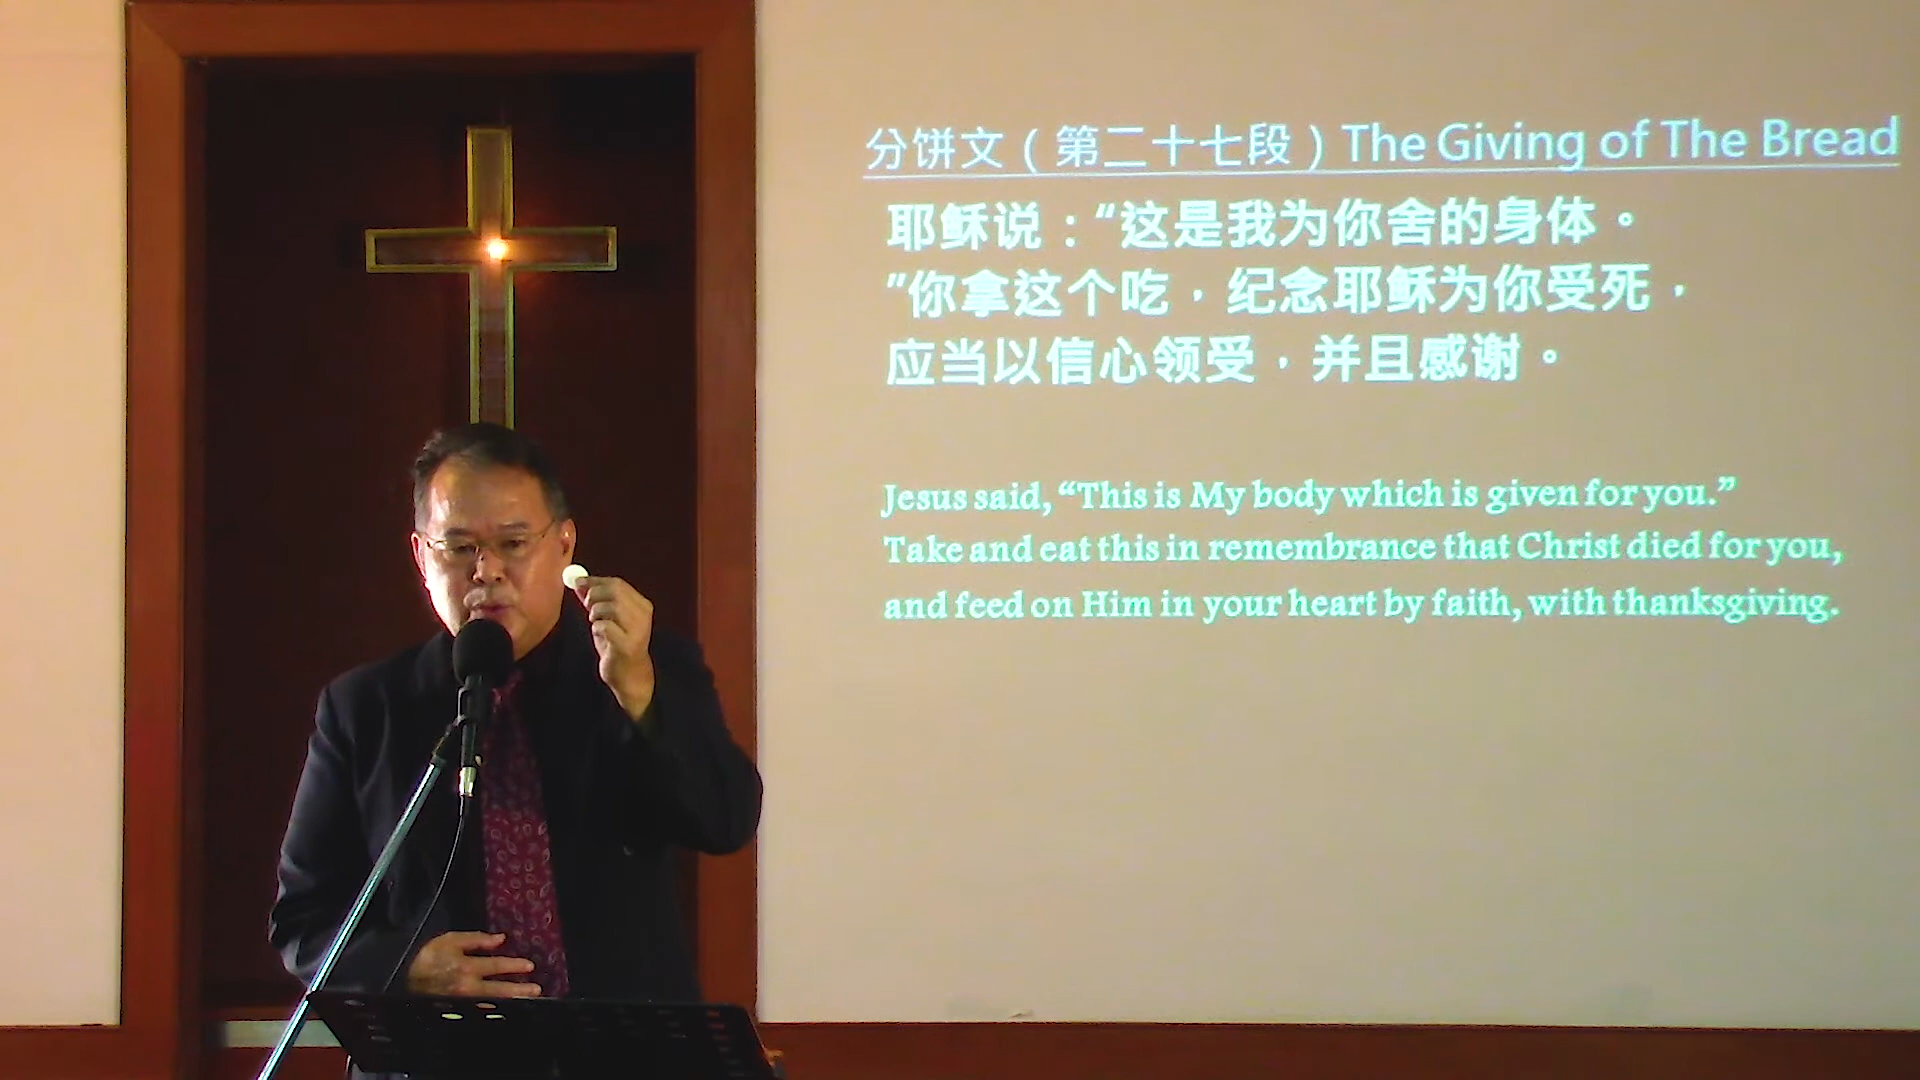 分饼文（第二十七段）The Giving of The Bread
耶稣说：“这是我为你舍的身体。
”你拿这个吃，纪念耶稣为你受死，
应当以信心领受，并且感谢。
Jesus said, “This is My body which is given for you.”
Take and eat this in remembrance that Christ died for you,
and feed on Him in your heart by faith, with thanksgiving.